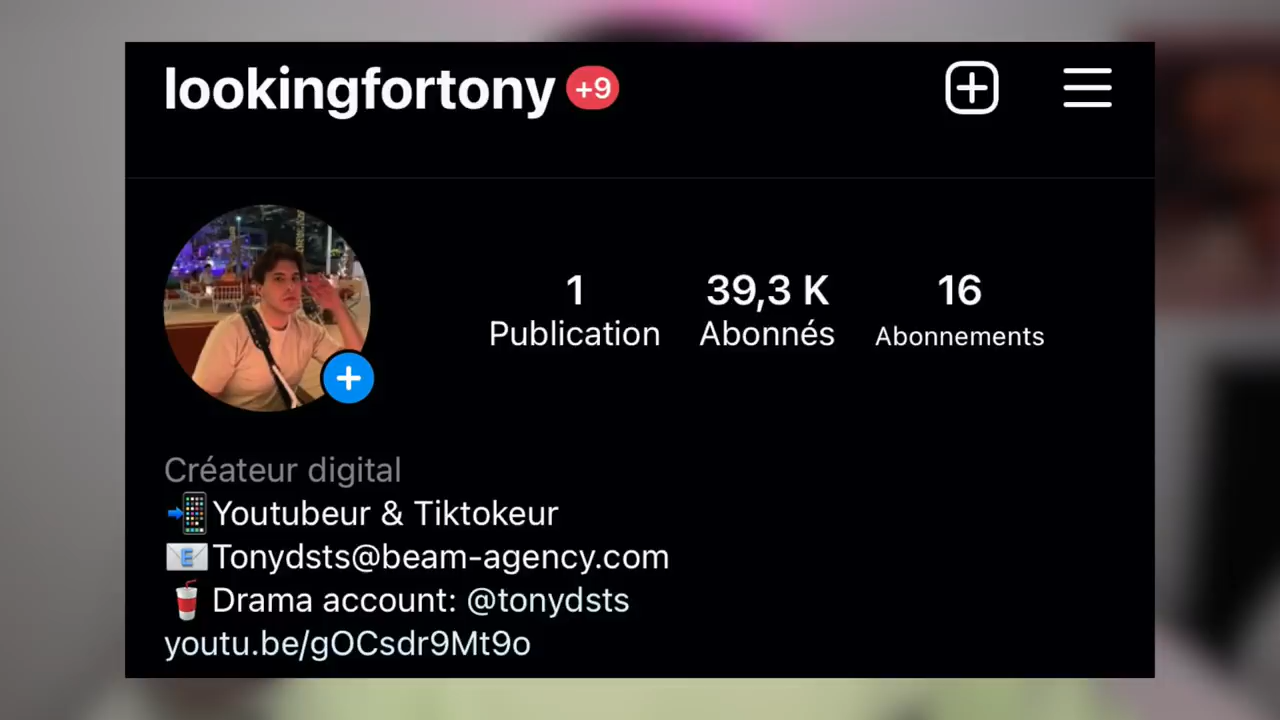 lookingfortony +9
1 39,3 K 16
Publication Abonnés Abonnements
Créateur digital
📲Youtubeur & Tiktokeur
📧Tonydsts@beam-agency.com
🥤Drama account: @tonydsts
youtu.be/gOCsdr9Mt9o